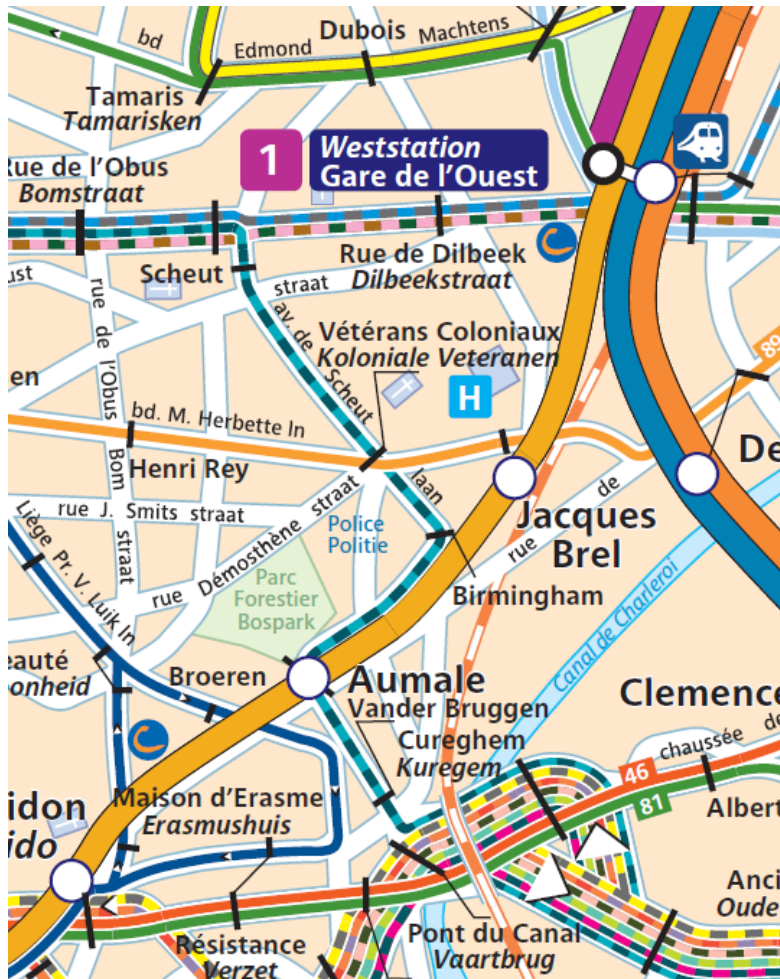 bd
Edmond
Dubois
Machtens
Tamaris
Tamarisken
1
Weststation
Gare de l'Ouest
Rue de l'Obus
Bomstraat
Scheut
Rue de Dilbeek
Dilbeekstraat
straat
rue de l'Obus
Bom straat
av. de Scheut
laan
Vétérans Coloniaux
Koloniale Veteranen
89
en
H
bd. M. Herbette ln
Henri Rey
De
rue J. Smits straat
Police
Politie
Jacques
Brel
rue de
Liège Pr. V. Luik ln
rue Démosthène straat
Parc
Forestier
Bospark
Birmingham
Canal de Charleroi
eauté
oonheid
Broeren
Aumale
Vander Bruggen
Clemence
Cureghem
Kuregem
46
chaussée de
81
Albert
idon
ido
Maison d'Erasme
Erasmushuis
Résistance
Verzet
Pont du Canal
Vaartbrug
Anci
Oude